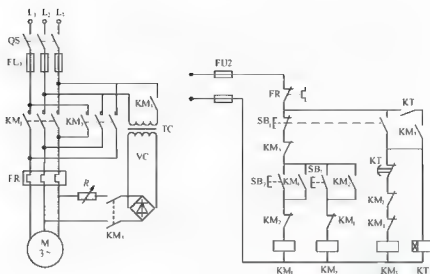 L₁ L₂ L₃
QS
FU₁
KM₁
KM₂
KM₃
TC
VC
FR
R
KM₃
M
3~
FU2
FR
SB₁
KM₃
SB₂
KM₁
SB₃
KM₂
KM₂
KM₁
KT
KT
KM₃
KM₂
KM₁
KM₁
KM₂
KM₃
KT